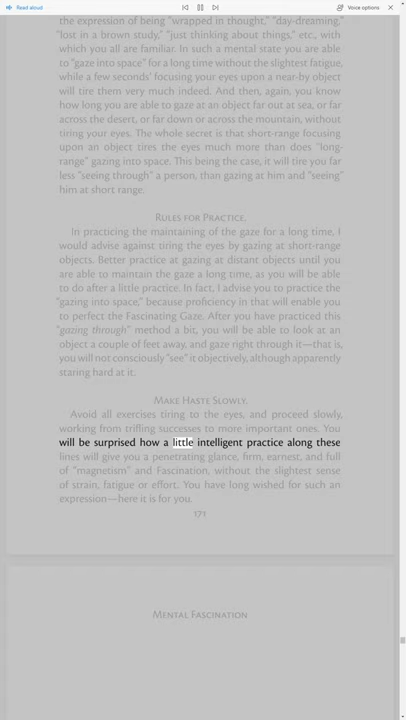 Read aloud
Voice options
the expression of being "wrapped in thought," "day-dreaming,"
"lost in a brown study," "just thinking about things," etc., with
which you all are familiar. In such a mental state you are able
to "gaze into space" for a long time without the slightest fatigue,
while a few seconds' focusing your eyes upon a near-by object
will tire them very much indeed. And then, again, you know
how long you are able to gaze at an object far out at sea, or far
across the desert, or far down or across the mountain, without
tiring your eyes. The whole secret is that short-range focusing
upon an object tires the eyes much more than does "long-
range" gazing into space. This being the case, it will tire you far
less "seeing through" a person, than gazing at him and "seeing"
him at short range.
Rules for Practice.
In practicing the maintaining of the gaze for a long time, I
would advise against tiring the eyes by gazing at short-range
objects. Better practice at gazing at distant objects until you
are able to maintain the gaze a long time, as you will be able
to do after a little practice. In fact, I advise you to practice the
"gazing into space," because proficiency in that will enable you
to perfect the Fascinating Gaze. After you have practiced this
"gazing through" method a bit, you will be able to look at an
object a couple of feet away, and gaze right through it—that is,
you will not consciously "see" it objectively, although apparently
staring hard at it.
Make Haste Slowly.
Avoid all exercises tiring to the eyes, and proceed slowly,
working from trifling successes to more important ones. You
will be surprised how a little intelligent practice along these
lines will give you a penetrating glance, firm, earnest, and full
of "magnetism" and Fascination, without the slightest sense
of strain, fatigue or effort. You have long wished for such an
expression—here it is for you.
171
Mental Fascination